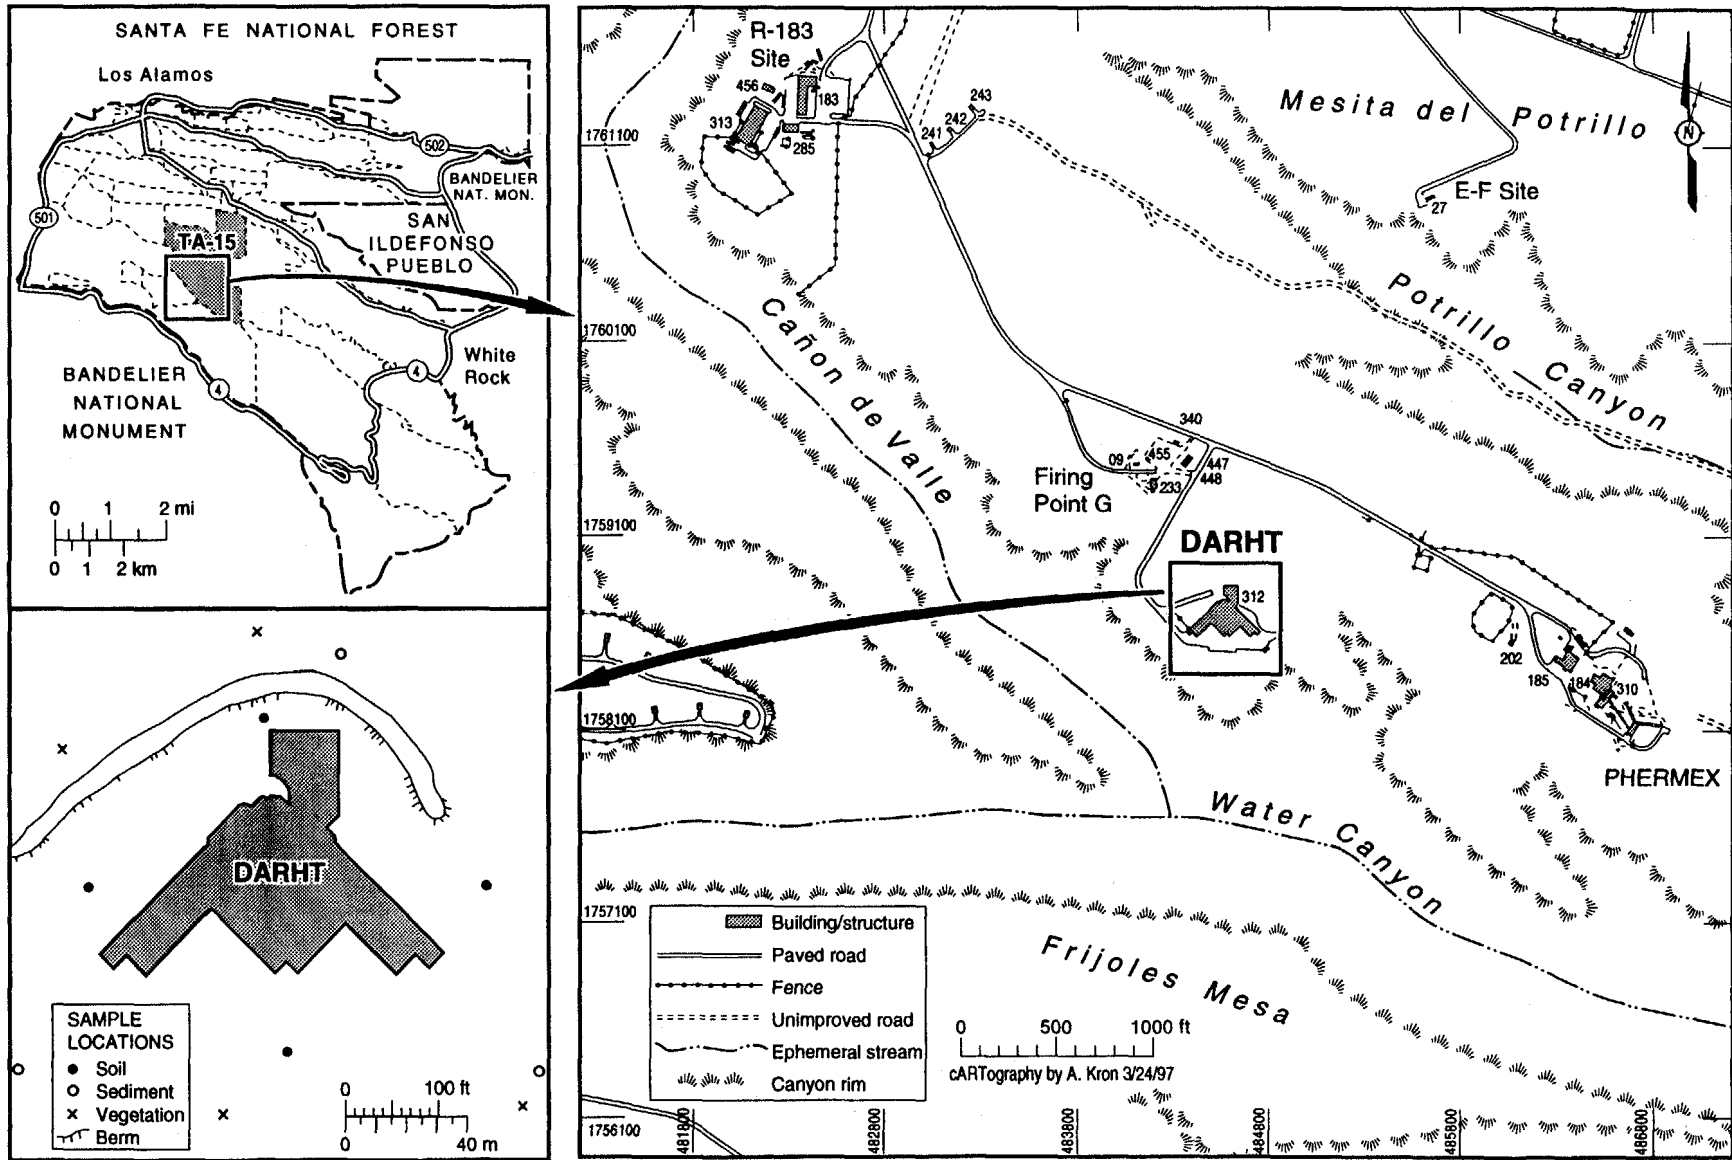 SANTA FE NATIONAL FOREST
Los Alamos
502
BANDELIER
NAT. MON.
501
SAN
ILDEFONSO
PUEBLO
TA-15
White
Rock
4
BANDELIER
NATIONAL
MONUMENT
4
0 1 2 mi
0 1 2 km
DARHT
SAMPLE
LOCATIONS
Soil
Sediment
Vegetation
Berm
0 100 ft
0 40 m
R-183
Site
456
183
313
285
243
242
241
1761100
Mesita del Potrillo
N
E-F Site
27
Potrillo Canyon
1760100
Cañon de Valle
340
09
455
447
448
233
Firing
Point G
1759100
DARHT
312
202
185
184
310
1758100
PHERMEX
Water Canyon
1757100
Frijoles Mesa
Building/structure
Paved road
Fence
Unimproved road
Ephemeral stream
Canyon rim
0 500 1000 ft
cARTography by A. Kron 3/24/97
1756100
481800
482800
483800
484800
485800
486800